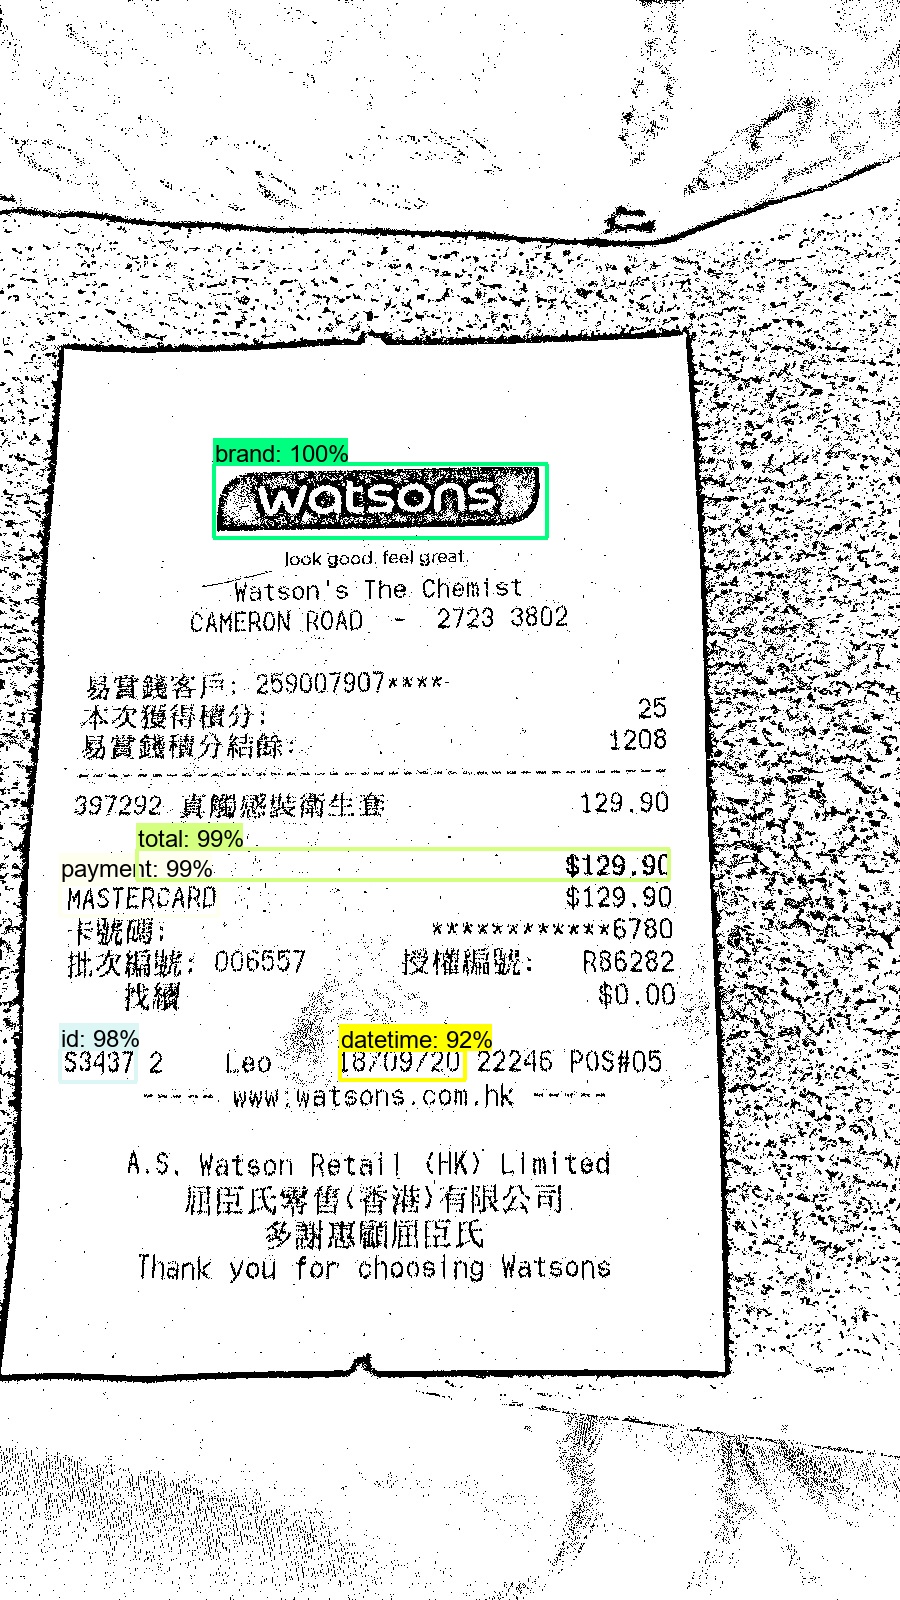 brand: 100%
watsons
look good, feel great.
Watson's The Chemist
CAMERON ROAD - 2723 3802
易賞錢客戶: 259007907****
本次獲得積分: 25
易賞錢積分結餘: 1208
397292 真觸感裝衛生套 129.90
total: 99%
payment: 99% $129.90
MASTERCARD $129.90
卡號碼: ************6780
批次編號: 006557 授權編號: R86282
找續 $0.00
id: 98% datetime: 92%
S3437 2 Leo 18/09/20 22246 POS#05
----- www.watsons.com.hk -----
A.S. Watson Retail (HK) Limited
屈臣氏零售(香港)有限公司
多謝惠顧屈臣氏
Thank you for choosing Watsons